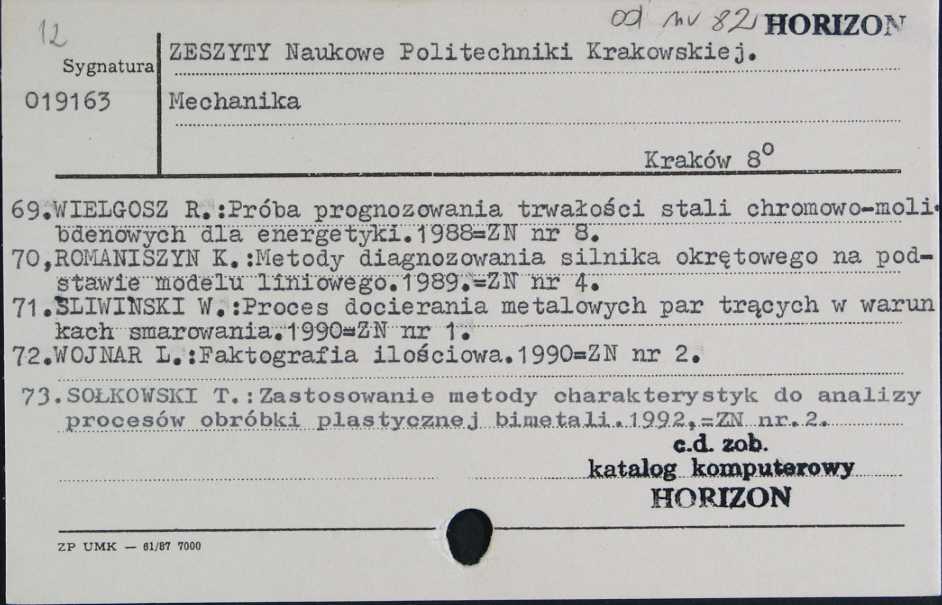 12
od nr 82 HORIZON
ZESZYTY Naukowe Politechniki Krakowskiej.
Sygnatura
019163 Mechanika
Kraków 8°
69.WIELGOSZ R.:Próba prognozowania trwałości stali chromowo-moli-
bdenowych dla energetyki.1988=ZN nr 8.
70,ROMANISZYN K.:Metody diagnozowania silnika okrętowego na pod-
stawie modelu liniowego.1989.=ZN nr 4.
71.ŚLIWIŃSKI W.:Proces docierania metalowych par trących w warun
kach smarowania.1990=ZN nr 1.
72.WOJNAR L.:Faktografia ilościowa.1990=ZN nr 2.
73.SOŁKOWSKI T.:Zastosowanie metody charakterystyk do analizy
procesów obróbki plastycznej bimetali.1992,=ZN nr.2.
c.d. zob.
katalog komputerowy
HORIZON
ZP UMK — 61/87 7000